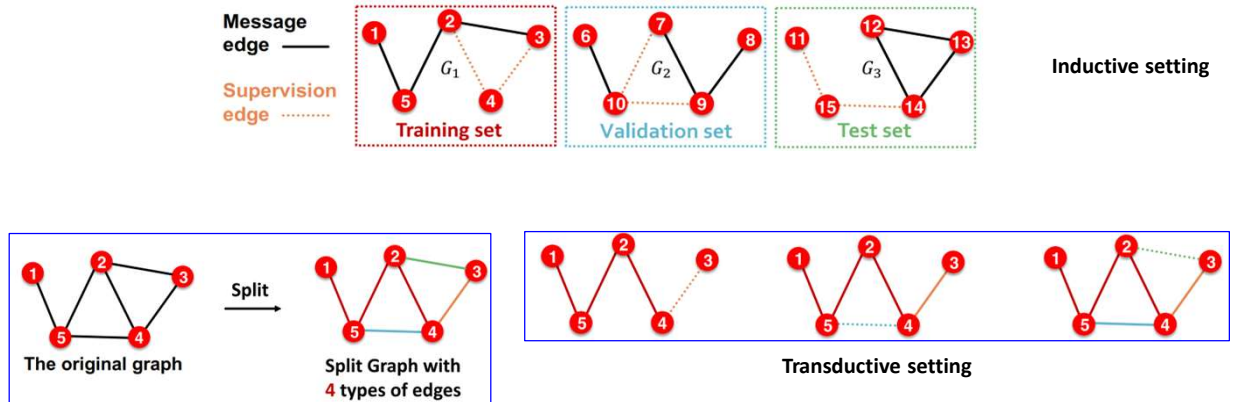 Message
edge
Supervision
edge
1
2
3
G₁
4
5
Training set
6
7
8
G₂
10
9
Validation set
11
12
13
G₃
15
14
Test set
Inductive setting
1
2
3
5
4
The original graph
Split
1
2
3
5
4
Split Graph with
4 types of edges
1
2
3
5
4
1
2
3
5
4
1
2
3
5
4
Transductive setting